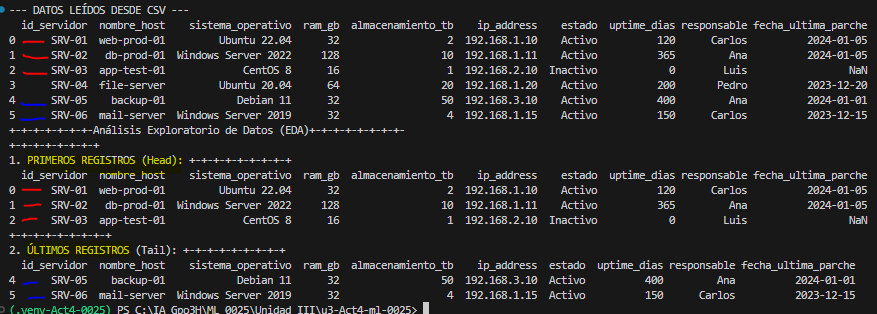 --- DATOS LEÍDOS DESDE CSV ---
id_servidor nombre_host sistema_operativo ram_gb almacenamiento_tb ip_address estado uptime_dias responsable fecha_ultima_parche
0 SRV-01 web-prod-01 Ubuntu 22.04 32 2 192.168.1.10 Activo 120 Carlos 2024-01-05
1 SRV-02 db-prod-01 Windows Server 2022 128 10 192.168.1.11 Activo 365 Ana 2024-01-05
2 SRV-03 app-test-01 CentOS 8 16 1 192.168.2.10 Inactivo 0 Luis NaN
3 SRV-04 file-server Ubuntu 20.04 64 20 192.168.1.20 Activo 200 Pedro 2023-12-20
4 SRV-05 backup-01 Debian 11 32 50 192.168.3.10 Activo 400 Ana 2024-01-01
5 SRV-06 mail-server Windows Server 2019 32 4 192.168.1.15 Activo 150 Carlos 2023-12-15
+-+-+-+-+-+-+-Análisis Exploratorio de Datos (EDA)+-+-+-+-+-+-+-
+-+-+-+-+-+-+
1. PRIMEROS REGISTROS (Head): +-+-+-+-+-+-+-+
id_servidor nombre_host sistema_operativo ram_gb almacenamiento_tb ip_address estado uptime_dias responsable fecha_ultima_parche
0 SRV-01 web-prod-01 Ubuntu 22.04 32 2 192.168.1.10 Activo 120 Carlos 2024-01-05
1 SRV-02 db-prod-01 Windows Server 2022 128 10 192.168.1.11 Activo 365 Ana 2024-01-05
2 SRV-03 app-test-01 CentOS 8 16 1 192.168.2.10 Inactivo 0 Luis NaN
+-+-+-+-+-+-+-+
2. ÚLTIMOS REGISTROS (Tail): +-+-+-+-+-+-+-+
id_servidor nombre_host sistema_operativo ram_gb almacenamiento_tb ip_address estado uptime_dias responsable fecha_ultima_parche
4 SRV-05 backup-01 Debian 11 32 50 192.168.3.10 Activo 400 Ana 2024-01-01
5 SRV-06 mail-server Windows Server 2019 32 4 192.168.1.15 Activo 150 Carlos 2023-12-15
(.venv-Act4-0025) PS C:\IA_Gpo3H\ML_0025\Unidad_III\u3-Act4-ml-0025>